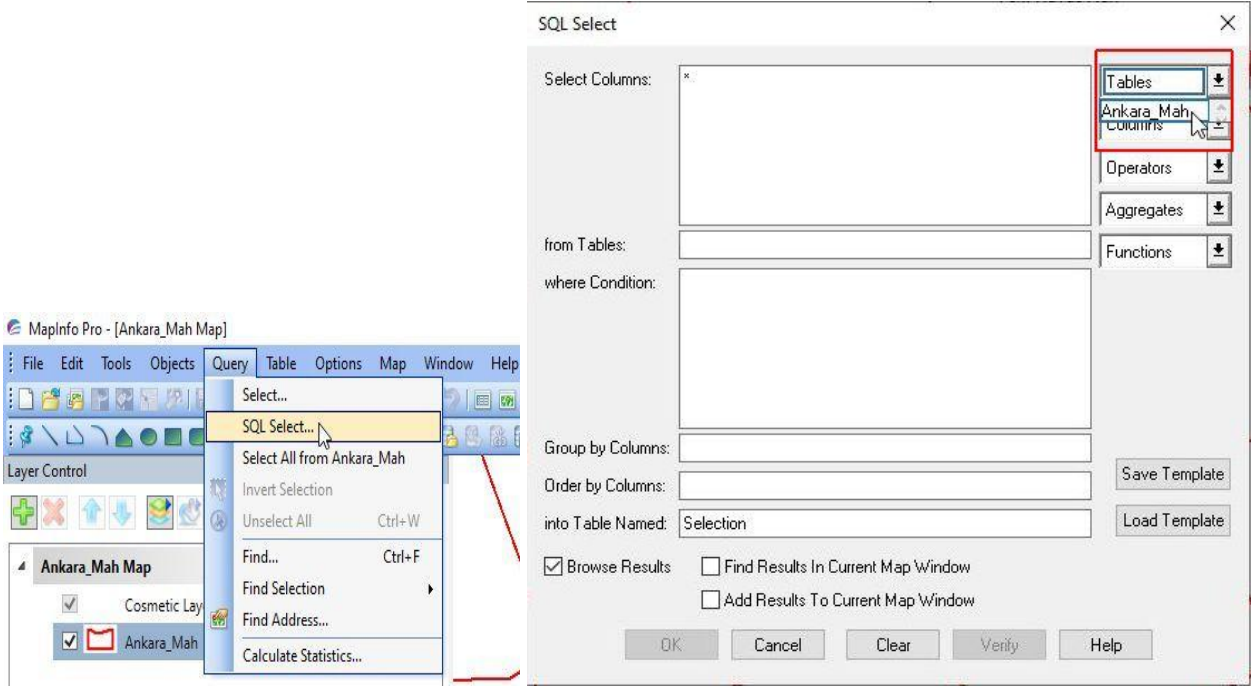 MapInfo Pro - [Ankara_Mah Map]
File Edit Tools Objects Query Table Options Map Window Help
Select...
SQL Select...
Select All from Ankara_Mah
Invert Selection
Unselect All Ctrl+W
Find... Ctrl+F
Find Selection
Find Address...
Calculate Statistics...
Layer Control
Ankara_Mah Map
Cosmetic Lay
Ankara_Mah
SQL Select
Select Columns: *
Tables
Ankara_Mah
Columns
Operators
Aggregates
from Tables:
Functions
where Condition:
Group by Columns:
Save Template
Order by Columns:
into Table Named: Selection
Load Template
Browse Results Find Results In Current Map Window
Add Results To Current Map Window
OK Cancel Clear Verify Help